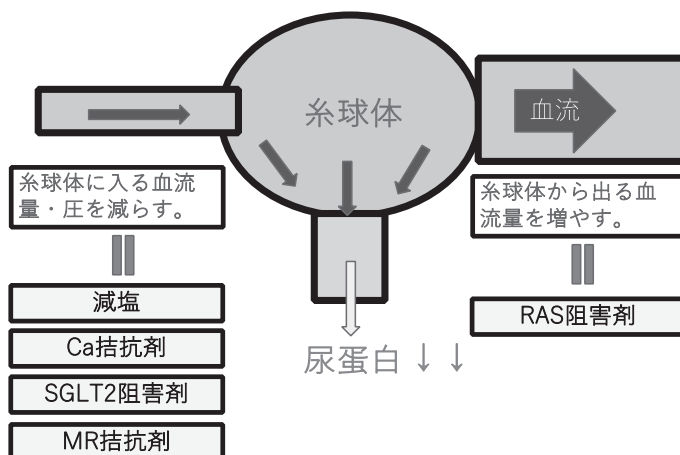 糸球体
血流
糸球体に入る血流
量・圧を減らす。
糸球体から出る血
流量を増やす。
減塩
Ca拮抗剤
SGLT2阻害剤
MR拮抗剤
RAS阻害剤
尿蛋白↓↓